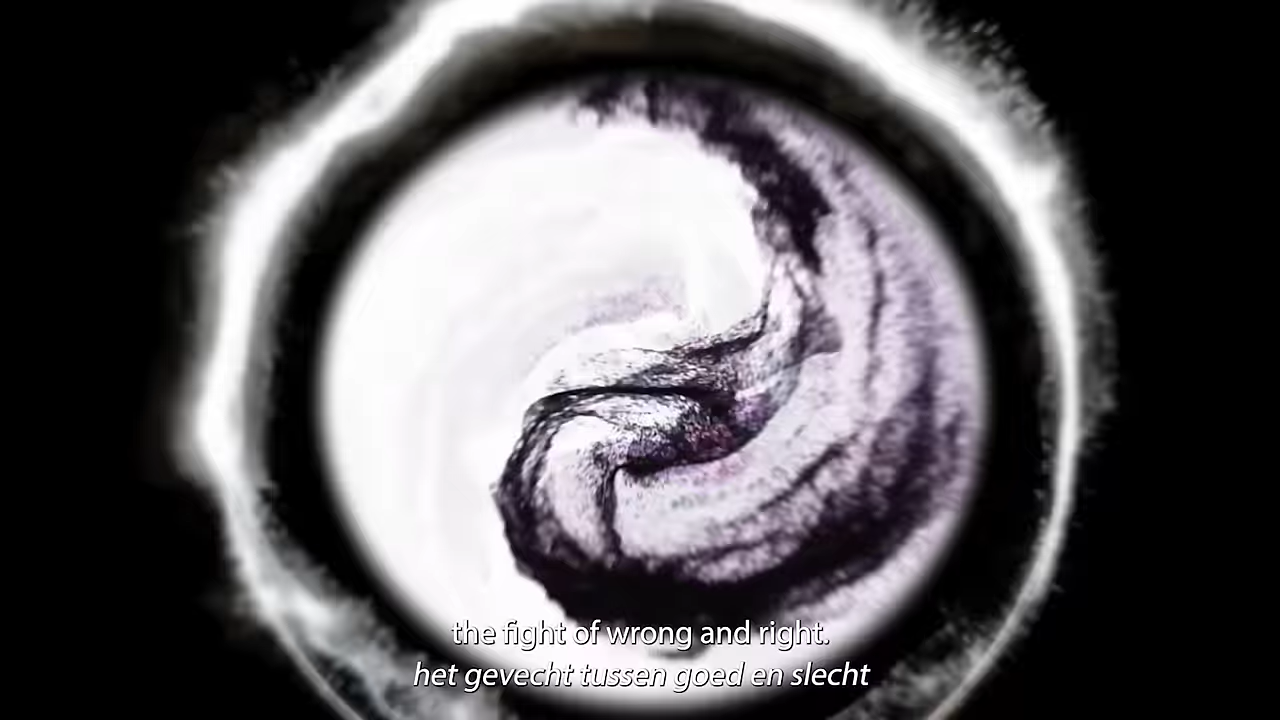 the fight of wrong and right.
het gevecht tussen goed en slecht